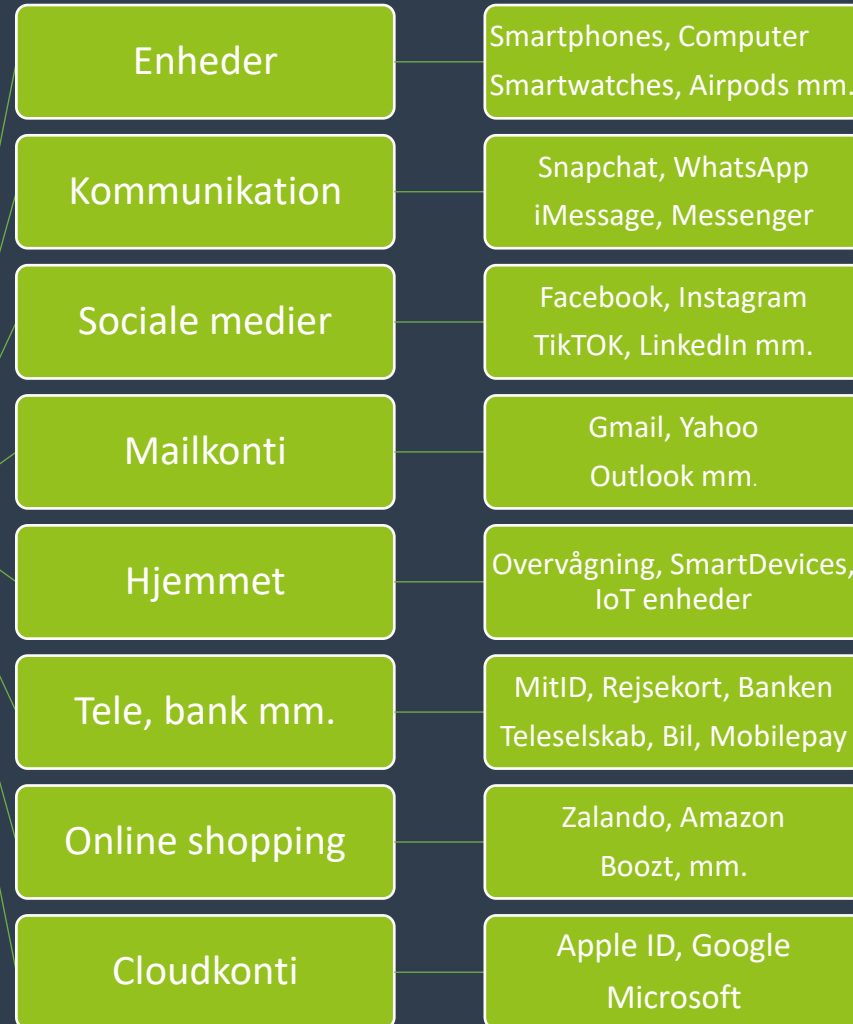 Enheder
Smartphones, Computer
Smartwatches, Airpods mm.
Kommunikation
Snapchat, WhatsApp
iMessage, Messenger
Sociale medier
Facebook, Instagram
TikTOK, LinkedIn mm.
Mailkonti
Gmail, Yahoo
Outlook mm.
Hjemmet
Overvågning, SmartDevices,
IoT enheder
Tele, bank mm.
MitID, Rejsekort, Banken
Teleselskab, Bil, Mobilepay
Online shopping
Zalando, Amazon
Boozt, mm.
Cloudkonti
Apple ID, Google
Microsoft